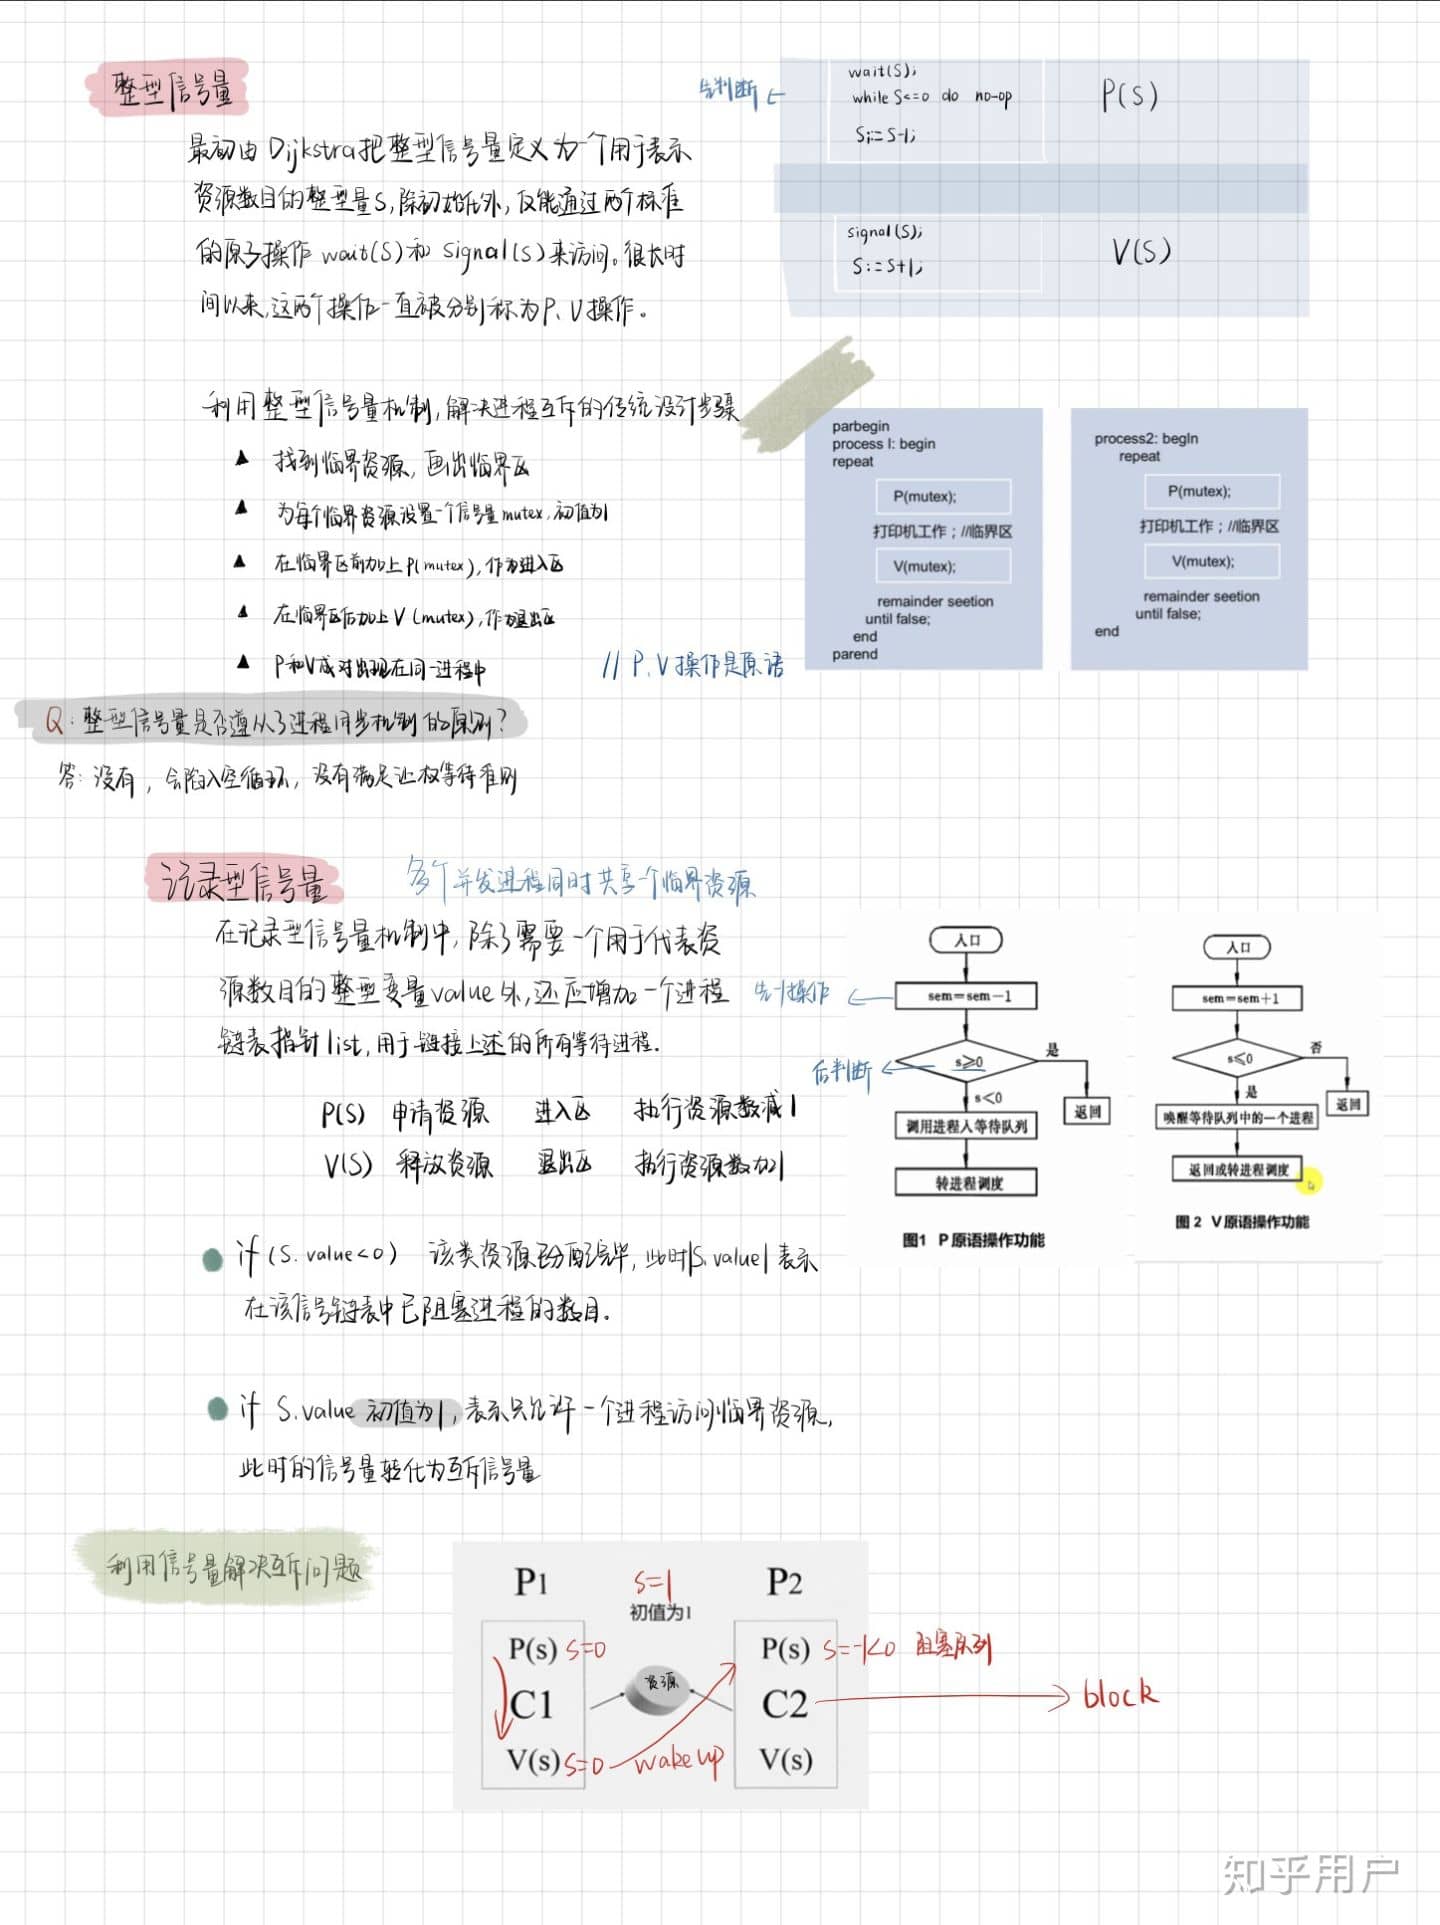 整型信号量
最初由Dijkstra把整型信号量定义为一个用于表示
资源数目的整型量S,除初始化外,仅能通过两个标准
的原子操作 wait(S)和 signal(S)来访问。很长时
间以来,这两个操作一直被分别称为P、V操作。
先判断
wait(S);
while S<=0 do no-op
S:=S-1;
P(S)
signal(S);
S:=S+1;
V(S)
利用整型信号量机制,解决进程互斥的传统设计步骤
▲ 找到临界资源,画出临界区
▲ 为每个临界资源设置一个信号量mutex,初值为1
▲ 在临界区前加上P(mutex),作为进入区
▲ 在临界区后加上V(mutex),作为退出区
▲ P和V成对出现在同一进程中
// P、V操作是原语
parbegin
process I: begin
repeat
P(mutex);
打印机工作;//临界区
V(mutex);
remainder seetion
until false;
end
parend
process2: begIn
repeat
P(mutex);
打印机工作;//临界区
V(mutex);
remainder seetion
until false;
end
Q:整型信号量是否遵从了进程同步机制的原则?
答:没有,会陷入空循环,没有满足让权等待准则
记录型信号量
多个并发进程同时共享一个临界资源
在记录型信号量机制中,除了需要一个用于代表资
源数目的整型变量value外,还应增加一个进程
链表指针list,用于链接上述的所有等待进程.
P(S) 申请资源 进入区 执行资源数减1
V(S) 释放资源 退出区 执行资源数加1
先操作
后判断
入口
sem=sem-1
s≥0
是
s<0
返回
调用进程入等待队列
转进程调度
图1 P原语操作功能
入口
sem=sem+1
s≤0
否
是
返回
唤醒等待队列中的一个进程
返回或转进程调度
图2 V原语操作功能
if (S.value<0) 该类资源已分配完毕,此时|S.value|表示
在该信号链表中已阻塞进程的数目.
if S.value 初值为1,表示只允许一个进程访问临界资源,
此时的信号量转化为互斥信号量
利用信号量解决互斥问题
P1
S=1
初值为1
P2
P(s) S=0
资源
P(s) S=-1<0 阻塞队列
C1
C2
block
V(s) S=0
wake up
V(s)
知乎用户